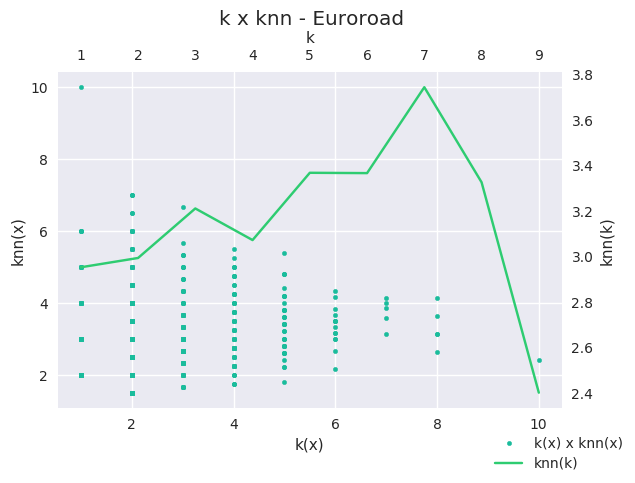 k x knn - Euroroad
k
1 2 3 4 5 6 7 8 9
10
8
6
4
2
knn(x)
3.8
3.6
3.4
3.2
3.0
2.8
2.6
2.4
knn(k)
2 4 6 8 10
k(x)
k(x) x knn(x)
knn(k)